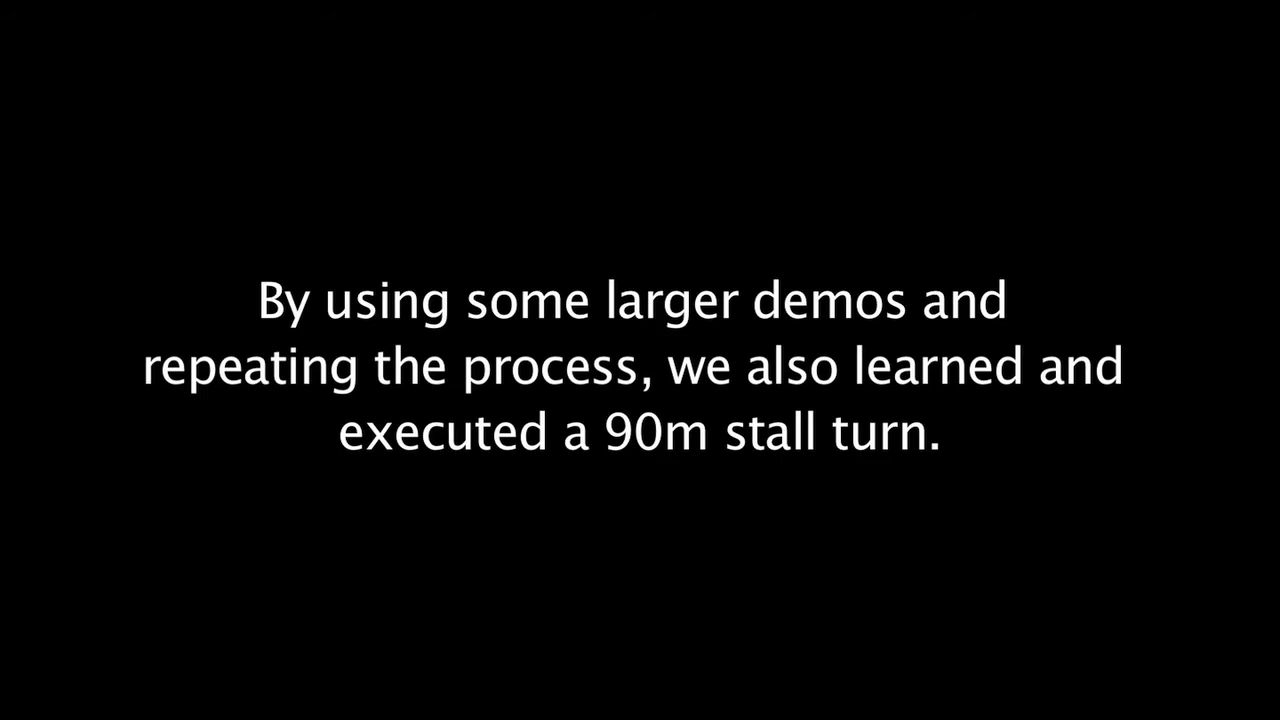 By using some larger demos and
repeating the process, we also learned and
executed a 90m stall turn.